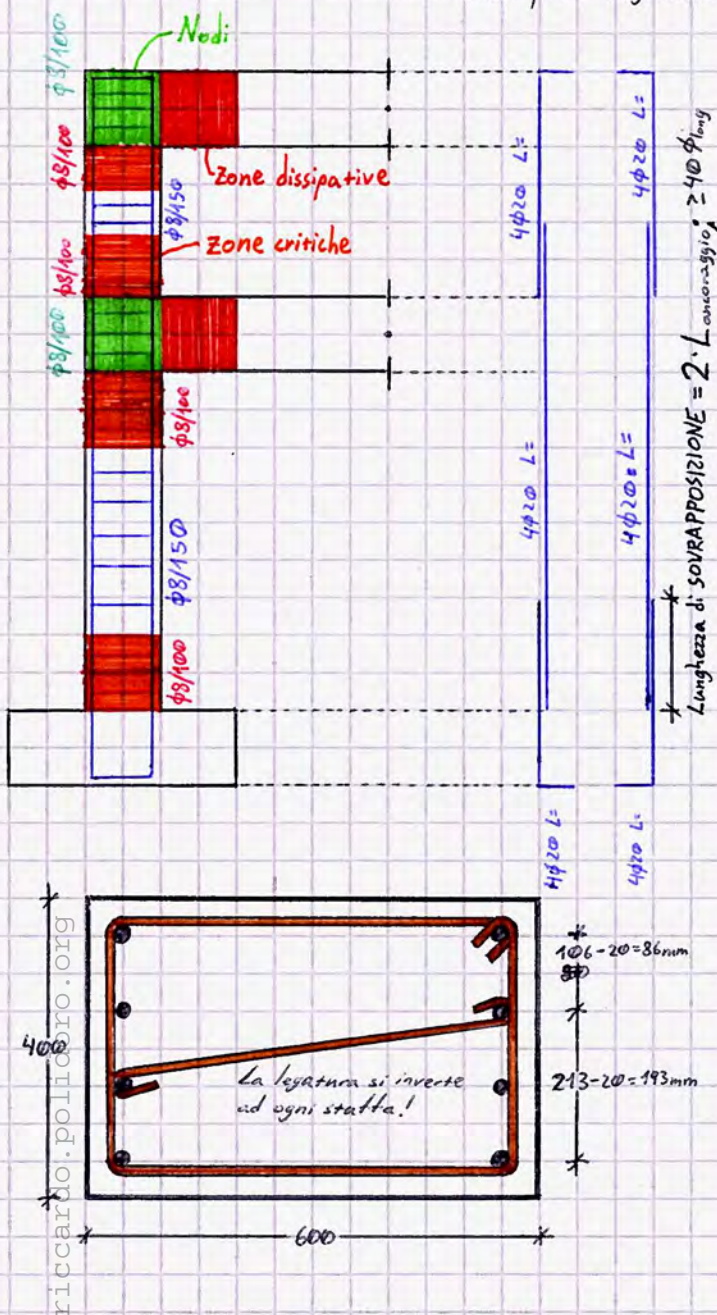 Nodi
ϕ8/100
ϕ8/100
ϕ8/150
zone dissipative
zone critiche
ϕ8/100
ϕ8/100
ϕ8/100
ϕ8/150
ϕ8/100
4ϕ20 L=
4ϕ20 L=
4ϕ20 L=
4ϕ20 L=
4ϕ20 L=
4ϕ20 L=
Lunghezza di SOVRAPPOSIZIONE = 2·L ancoraggio; ≥40 ϕlong
106-20=86mm
213-20=193mm
400
600
La legatura si inverte
ad ogni staffa!
riccardo.polidoro.org